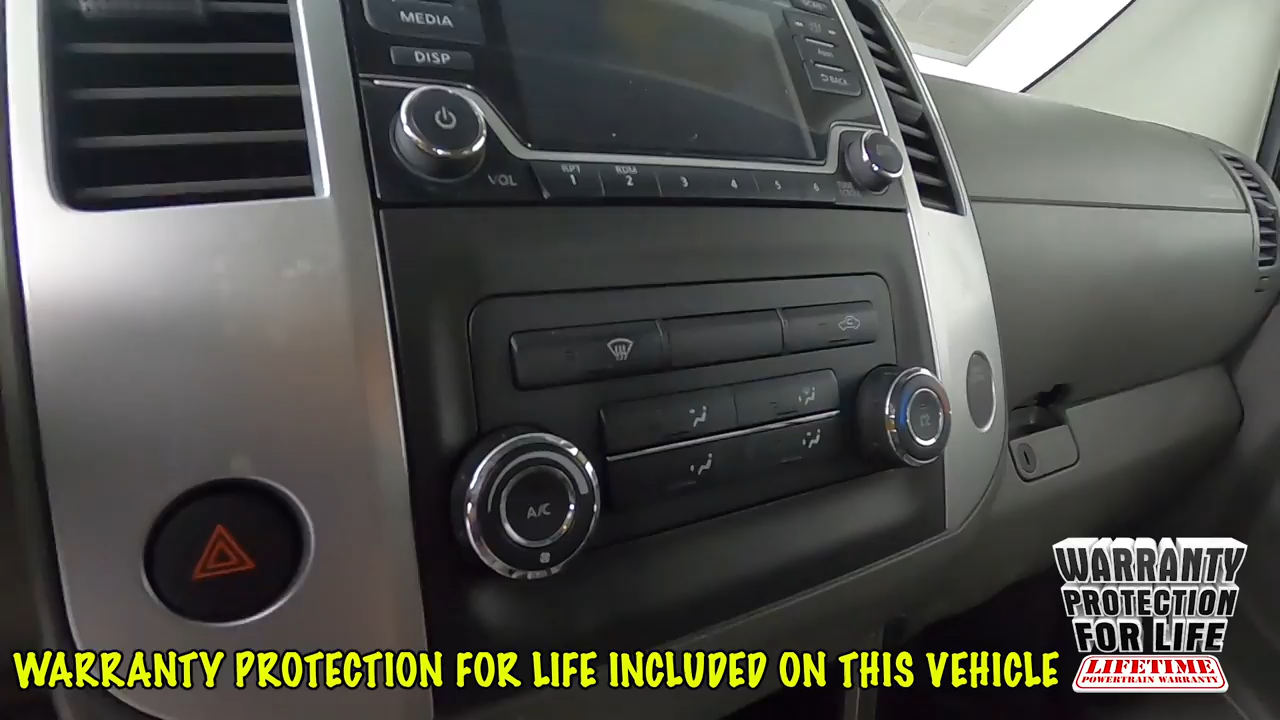 MEDIA
DISP
BACK
VOL
RPT
1
RDM
2
3
4
5
6
A/C
WARRANTY
PROTECTION
FOR LIFE
LIFETIME
POWERTRAIN WARRANTY
WARRANTY PROTECTION FOR LIFE INCLUDED ON THIS VEHICLE